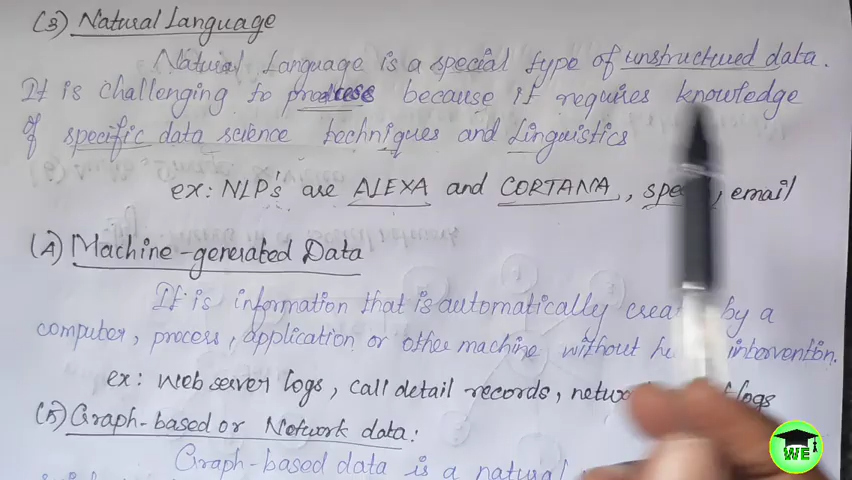 (3) Natural Language
Natural Language is a special type of unstructured data.
It is challenging to process because it requires knowledge
of specific data science techniques and Linguistics
ex: NLP's are ALEXA and CORTANA, , email
(4) Machine-generated Data
It is information that is automatically by a
computer, process, application or other machine without intervention.
ex: web server logs, call detail records,
(5) Graph-based or Network data:
Graph-based data is a natural
WE